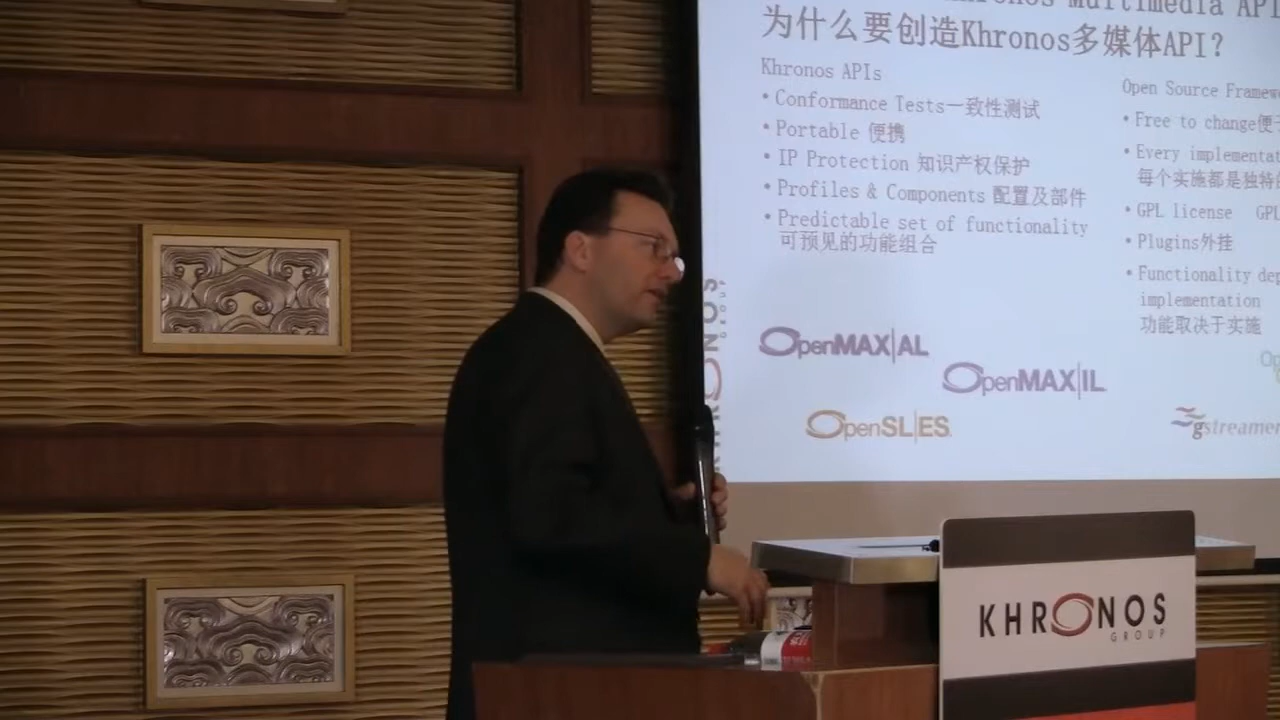 Khronos Multimedia API
为什么要创造Khronos多媒体API?
Khronos APIs
• Conformance Tests一致性测试
• Portable 便携
• IP Protection 知识产权保护
• Profiles & Components 配置及部件
• Predictable set of functionality
可预见的功能组合
Open Source
• Free to change
• Every
每个实施都是独特
• GPL license
• Plugins外挂
• Functionality
implementation
功能取决于实施
OpenMAX|AL
OpenMAX|IL
OpenSL|ES
gstreamer
KHRONOS
GROUP
KHRONOS
GROUP